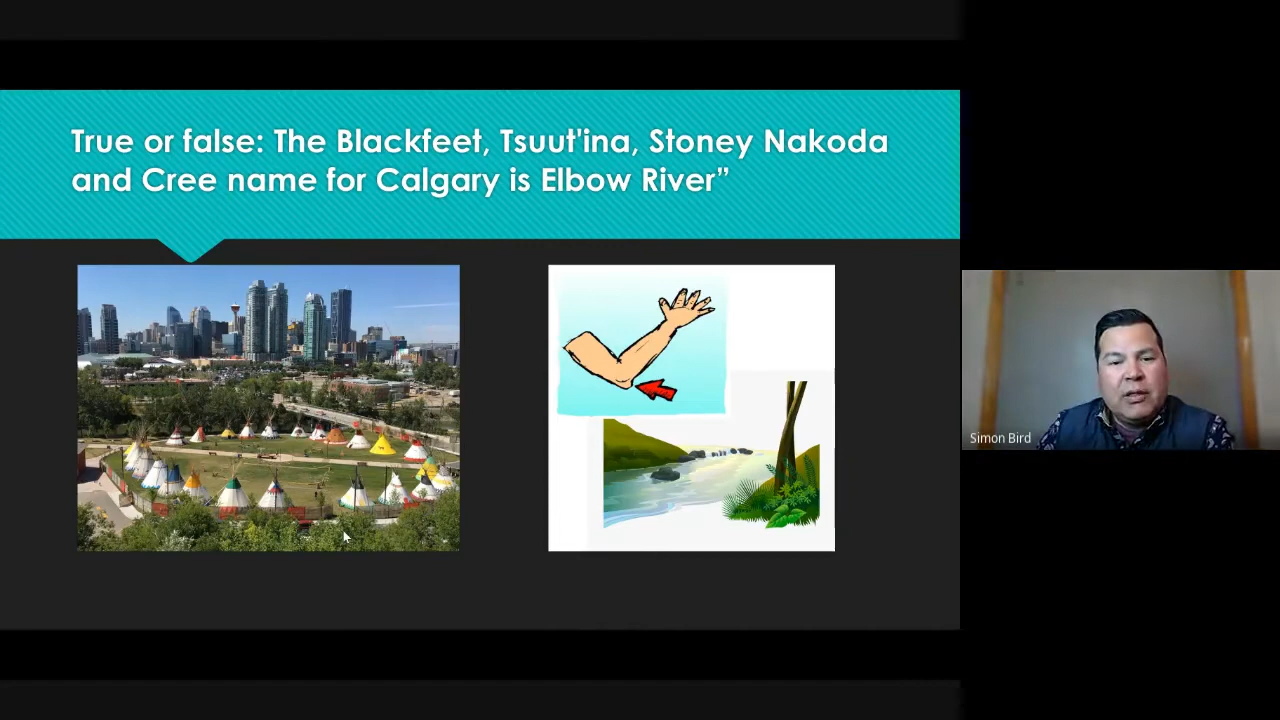 True or false: The Blackfeet, Tsuut'ina, Stoney Nakoda
and Cree name for Calgary is Elbow River”
Simon Bird